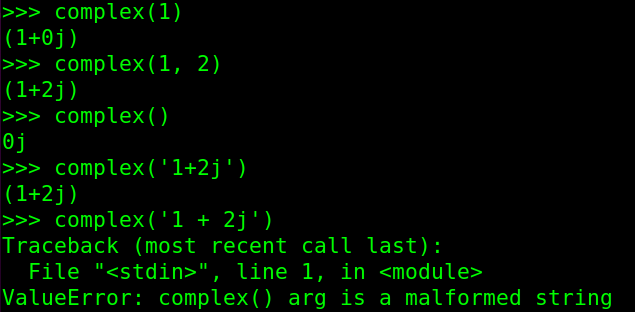 >>> complex(1)
(1+0j)
>>> complex(1, 2)
(1+2j)
>>> complex()
0j
>>> complex('1+2j')
(1+2j)
>>> complex('1 + 2j')
Traceback (most recent call last):
  File "<stdin>", line 1, in <module>
ValueError: complex() arg is a malformed string